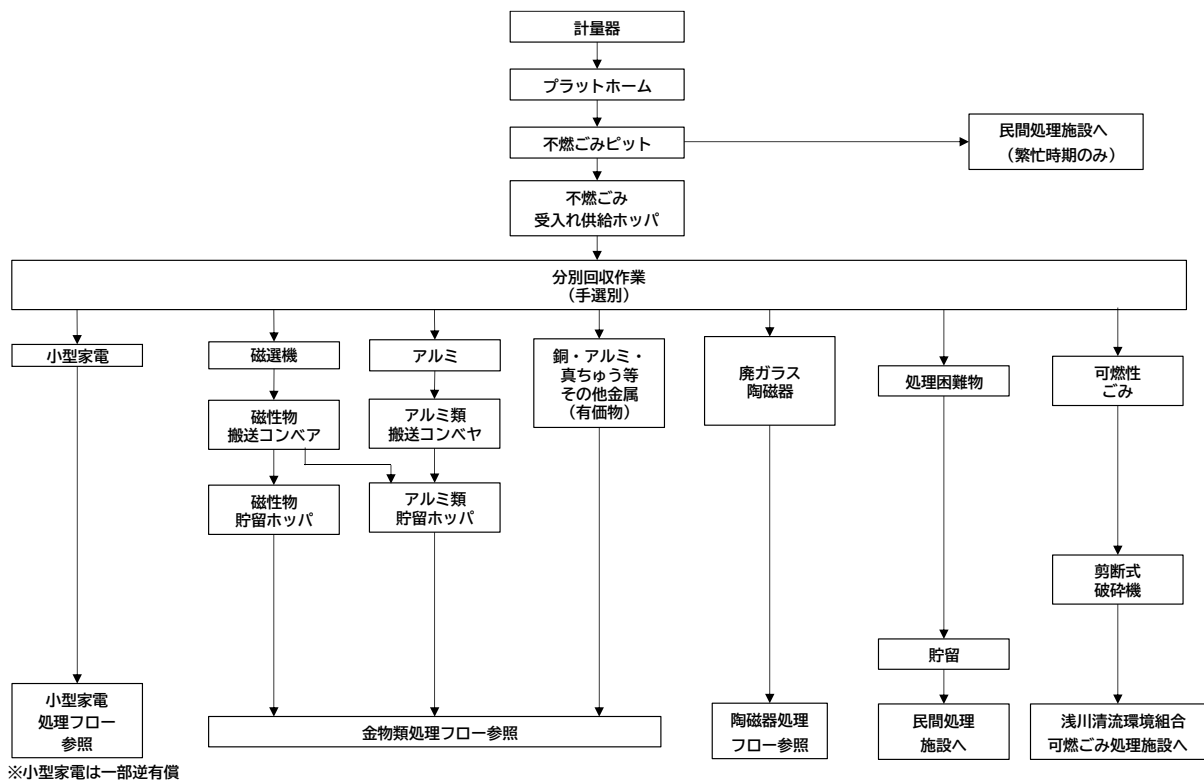 計量器
プラットホーム
不燃ごみピット
民間処理施設へ
（繁忙時期のみ）
不燃ごみ
受入れ供給ホッパ
分別回収作業
（手選別）
小型家電
磁選機
アルミ
銅・アルミ・
真ちゅう等
その他金属
（有価物）
廃ガラス
陶磁器
処理困難物
可燃性
ごみ
磁性物
搬送コンベア
アルミ類
搬送コンベヤ
磁性物
貯留ホッパ
アルミ類
貯留ホッパ
剪断式
破砕機
貯留
小型家電
処理フロー
参照
金物類処理フロー参照
陶磁器処理
フロー参照
民間処理
施設へ
浅川清流環境組合
可燃ごみ処理施設へ
※小型家電は一部逆有償